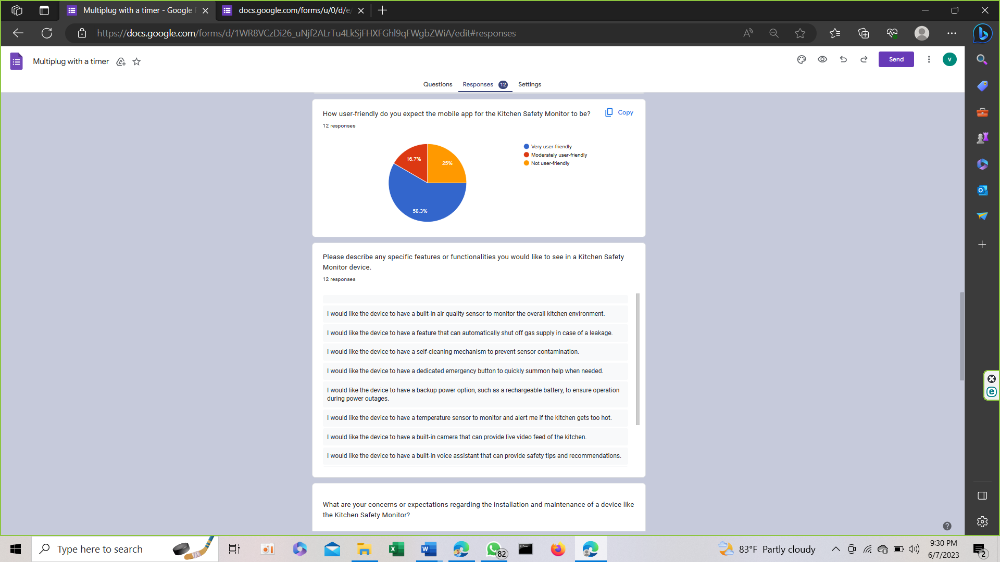 Multiplug with a timer - Google F
docs.google.com/forms/u/0/d/e/
https://docs.google.com/forms/d/1WR8VCzDi26_uNjf2ALrTu4LkSjFHXFGhl9qFWgbZWiA/edit#responses
Multiplug with a timer
Send
V
Questions
Responses 12
Settings
How user-friendly do you expect the mobile app for the Kitchen Safety Monitor to be?
Copy
12 responses
Very user-friendly
Moderately user-friendly
Not user-friendly
16.7%
25%
58.3%
Please describe any specific features or functionalities you would like to see in a Kitchen Safety
Monitor device.
12 responses
I would like the device to have a built-in air quality sensor to monitor the overall kitchen environment.
I would like the device to have a feature that can automatically shut off gas supply in case of a leakage.
I would like the device to have a self-cleaning mechanism to prevent sensor contamination.
I would like the device to have a dedicated emergency button to quickly summon help when needed.
I would like the device to have a backup power option, such as a rechargeable battery, to ensure operation
during power outages.
I would like the device to have a temperature sensor to monitor and alert me if the kitchen gets too hot.
I would like the device to have a built-in camera that can provide live video feed of the kitchen.
I would like the device to have a built-in voice assistant that can provide safety tips and recommendations.
What are your concerns or expectations regarding the installation and maintenance of a device like
the Kitchen Safety Monitor?
Type here to search
82
83°F Partly cloudy
9:30 PM
6/7/2023
2